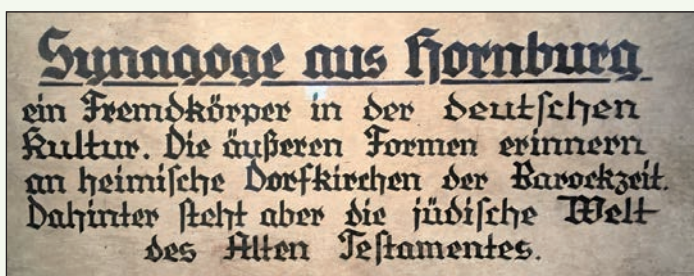 Synagoge aus Hornburg
ein Fremdkörper in der deutschen
Kultur. Die äußeren Formen erinnern
an heimische Dorfkirchen der Barockzeit.
Dahinter steht aber die jüdische Welt
des Alten Testamentes.